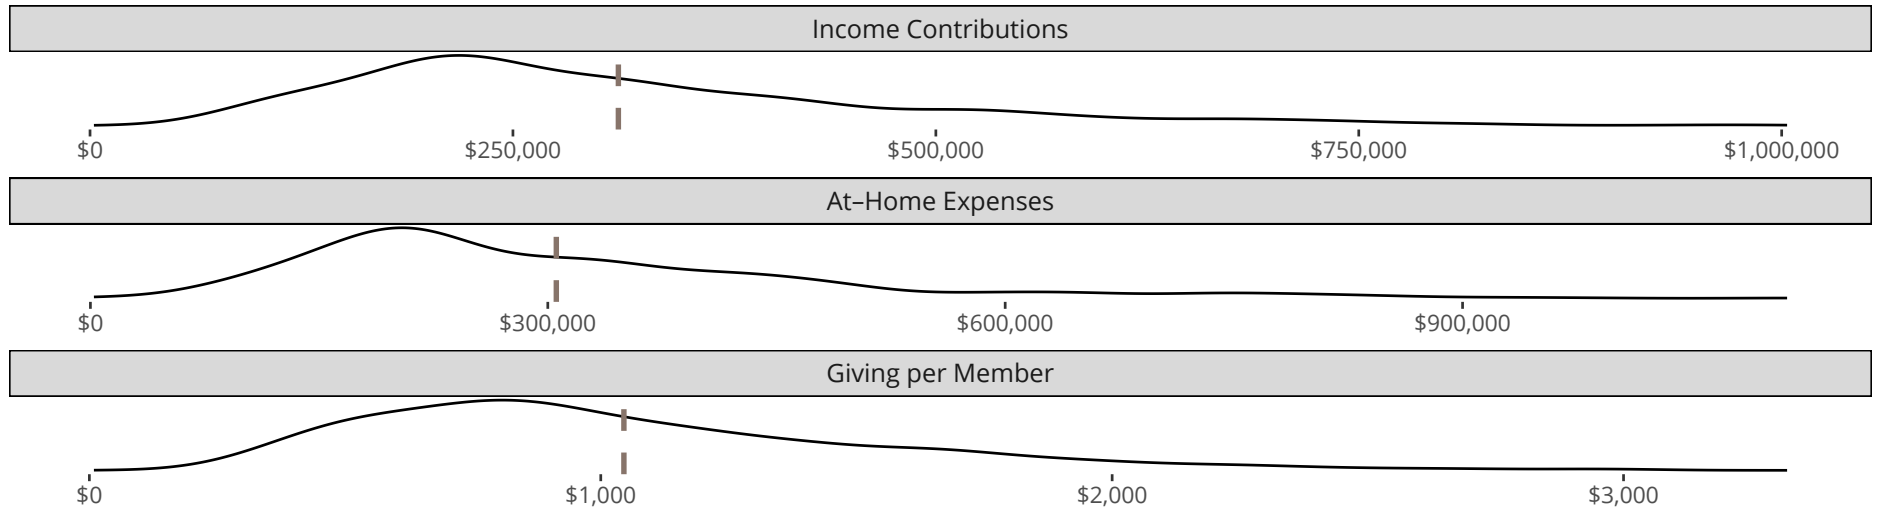 Income Contributions
$0 $250,000 $500,000 $750,000 $1,000,000
At–Home Expenses
$0 $300,000 $600,000 $900,000
Giving per Member
$0 $1,000 $2,000 $3,000